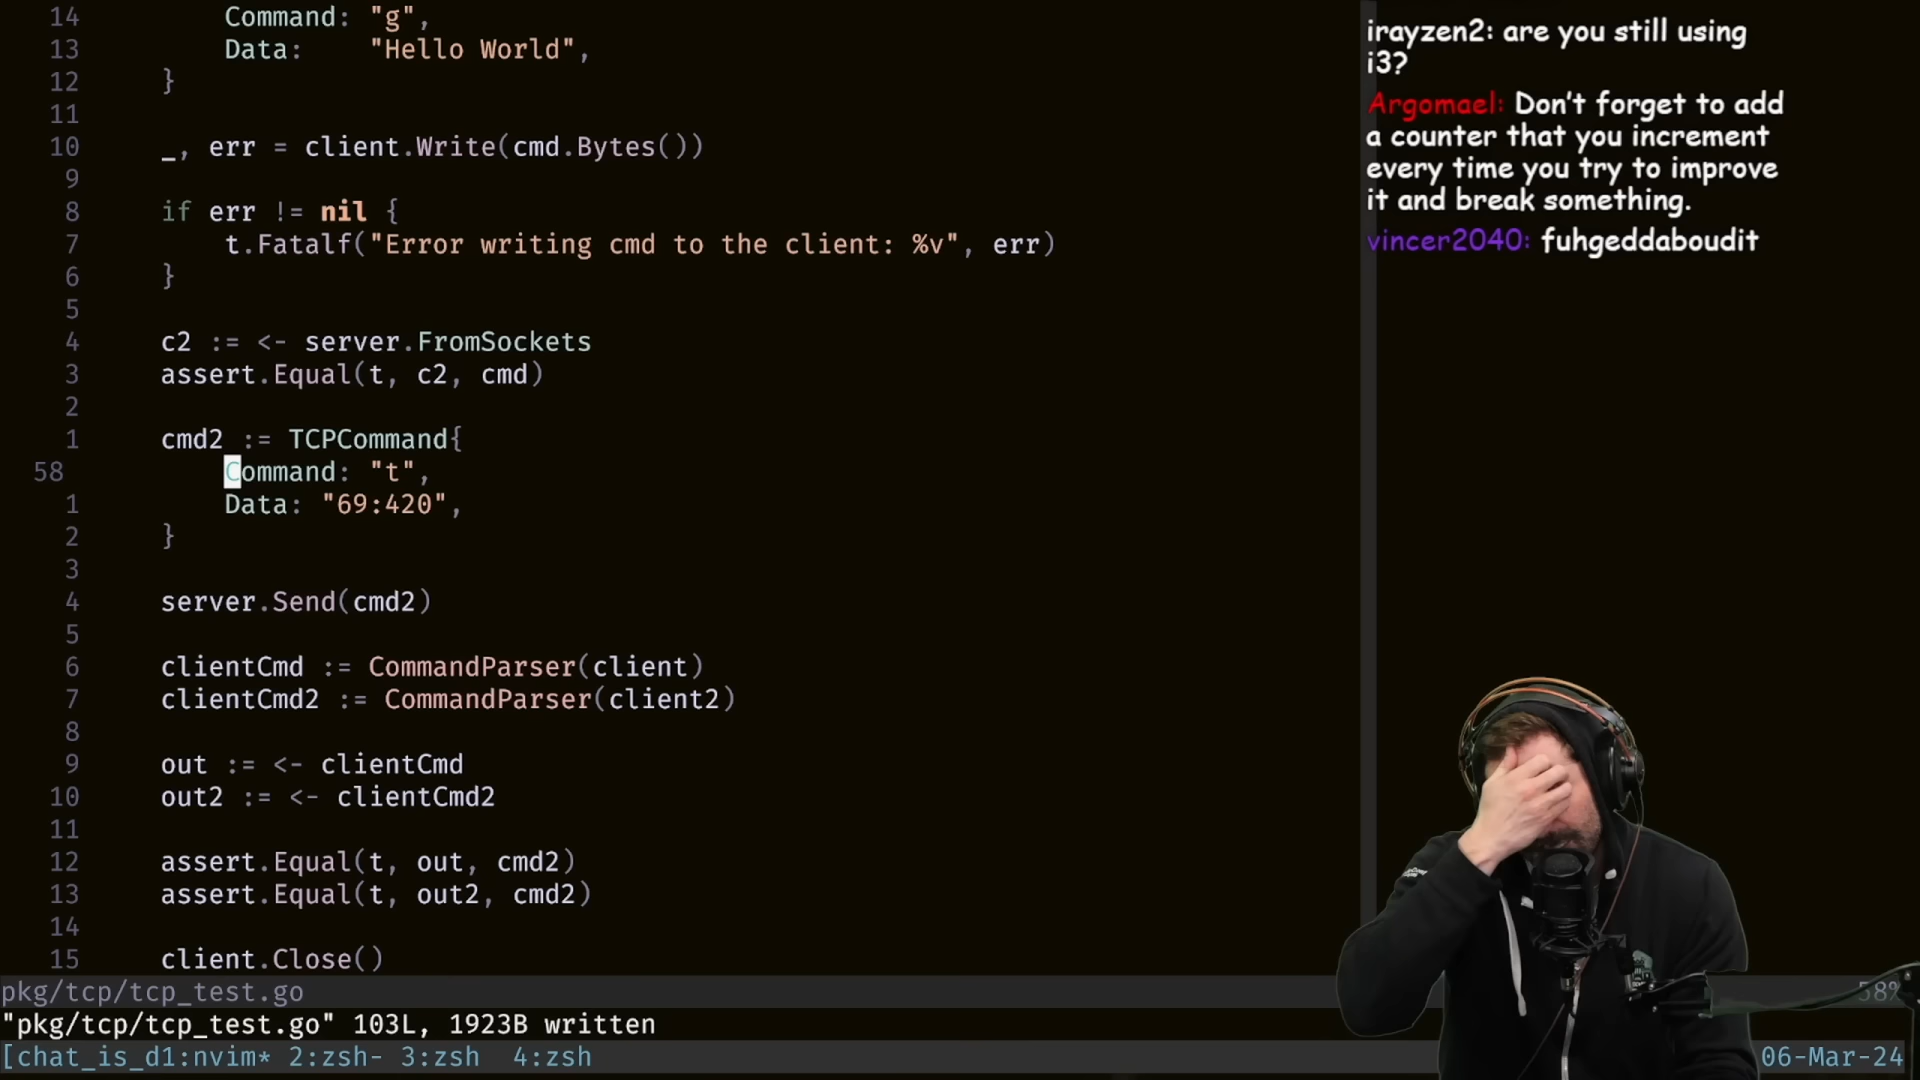 14 Command: "g",
13 Data: "Hello World",
12 }
11
10 _, err = client.Write(cmd.Bytes())
9
8 if err != nil {
7 t.Fatalf("Error writing cmd to the client: %v", err)
6 }
5
4 c2 := <- server.FromSockets
3 assert.Equal(t, c2, cmd)
2
1 cmd2 := TCPCommand{
58 Command: "t",
1 Data: "69:420",
2 }
3
4 server.Send(cmd2)
5
6 clientCmd := CommandParser(client)
7 clientCmd2 := CommandParser(client2)
8
9 out := <- clientCmd
10 out2 := <- clientCmd2
11
12 assert.Equal(t, out, cmd2)
13 assert.Equal(t, out2, cmd2)
14
15 client.Close()
pkg/tcp/tcp_test.go 58%
"pkg/tcp/tcp_test.go" 103L, 1923B written
[chat_is_d1:nvim* 2:zsh- 3:zsh 4:zsh 06-Mar-24
irayzen2: are you still using
i3?
Argomael: Don't forget to add
a counter that you increment
every time you try to improve
it and break something.
vincer2040: fuhgeddaboudit